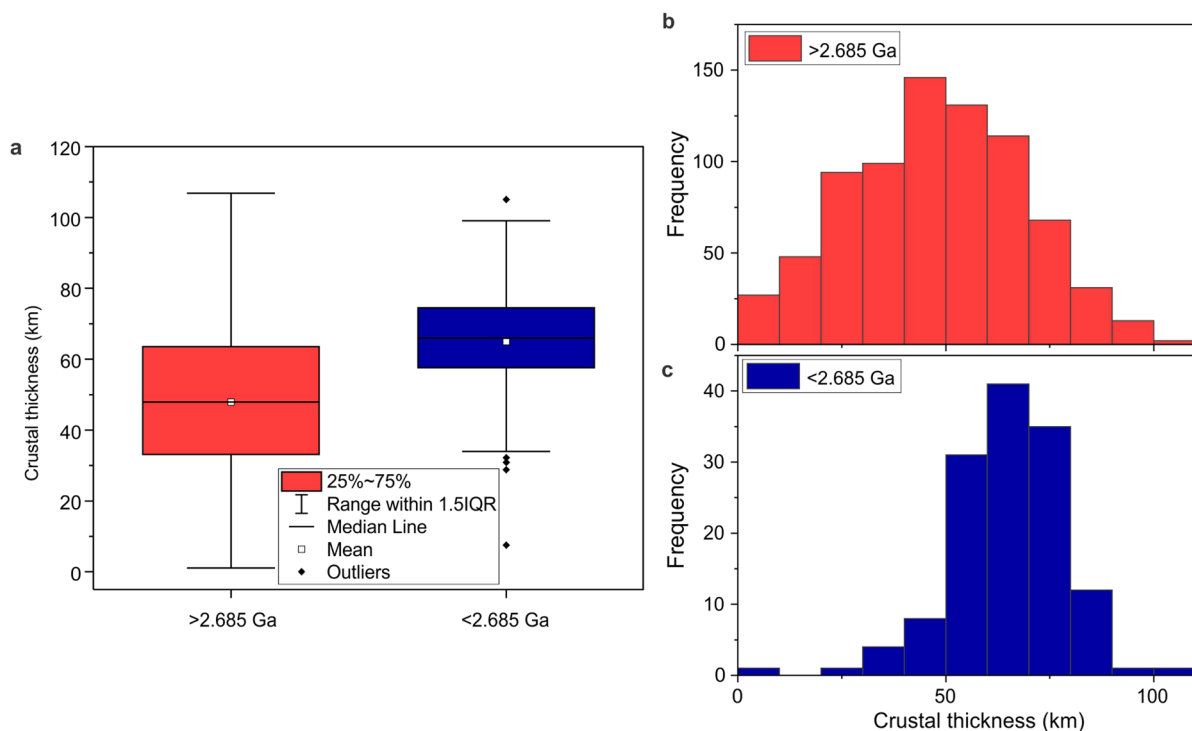 a
120
100
80
60
40
20
0
Crustal thickness (km)
>2.685 Ga
<2.685 Ga
25%~75%
Range within 1.5IQR
Median Line
Mean
Outliers
b
>2.685 Ga
150
100
50
0
Frequency
c
<2.685 Ga
40
30
20
10
0
Frequency
0
50
100
Crustal thickness (km)